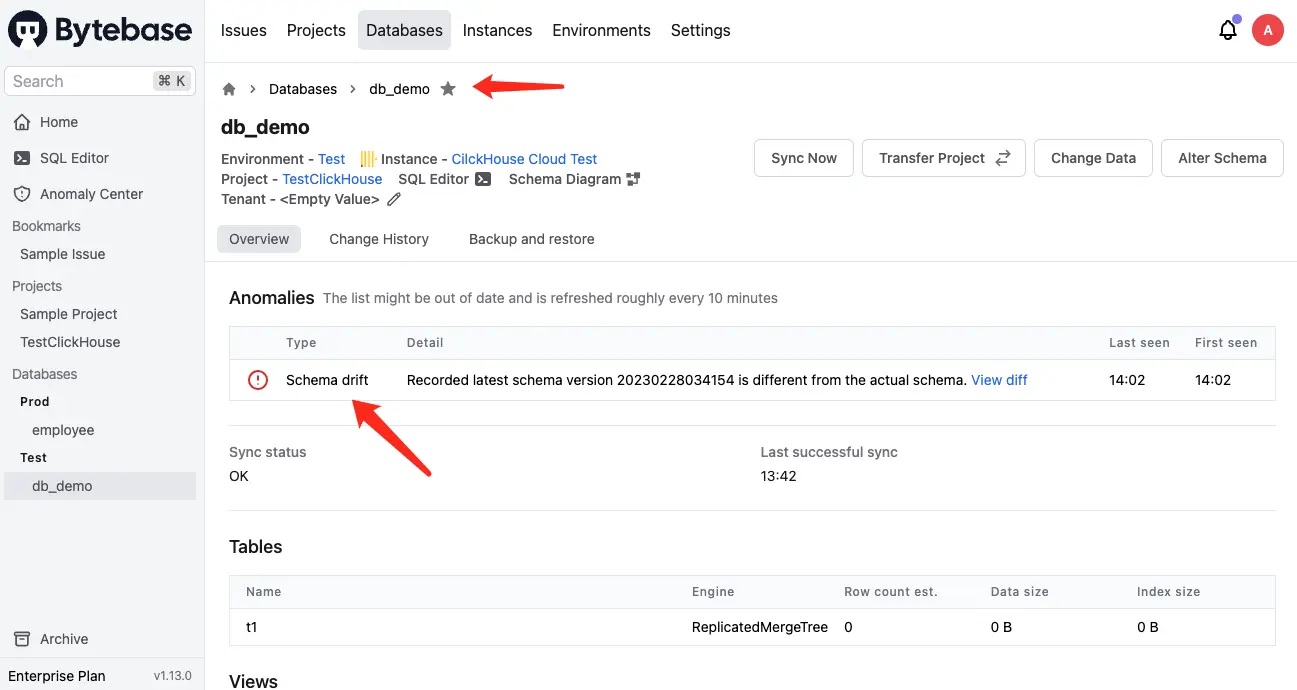 Bytebase
Issues Projects Databases Instances Environments Settings
A
Search ⌘ K
Home
SQL Editor
Anomaly Center
Bookmarks
Sample Issue
Projects
Sample Project
TestClickHouse
Databases
Prod
employee
Test
db_demo
Archive
Enterprise Plan v1.13.0
Databases > db_demo
db_demo
Environment - Test Instance - CilckHouse Cloud Test
Project - TestClickHouse SQL Editor Schema Diagram
Tenant - <Empty Value>
Sync Now Transfer Project Change Data Alter Schema
Overview Change History Backup and restore
Anomalies The list might be out of date and is refreshed roughly every 10 minutes
Type Detail Last seen First seen
Schema drift Recorded latest schema version 20230228034154 is different from the actual schema. View diff 14:02 14:02
Sync status Last successful sync
OK 13:42
Tables
Name Engine Row count est. Data size Index size
t1 ReplicatedMergeTree 0 0 B 0 B
Views